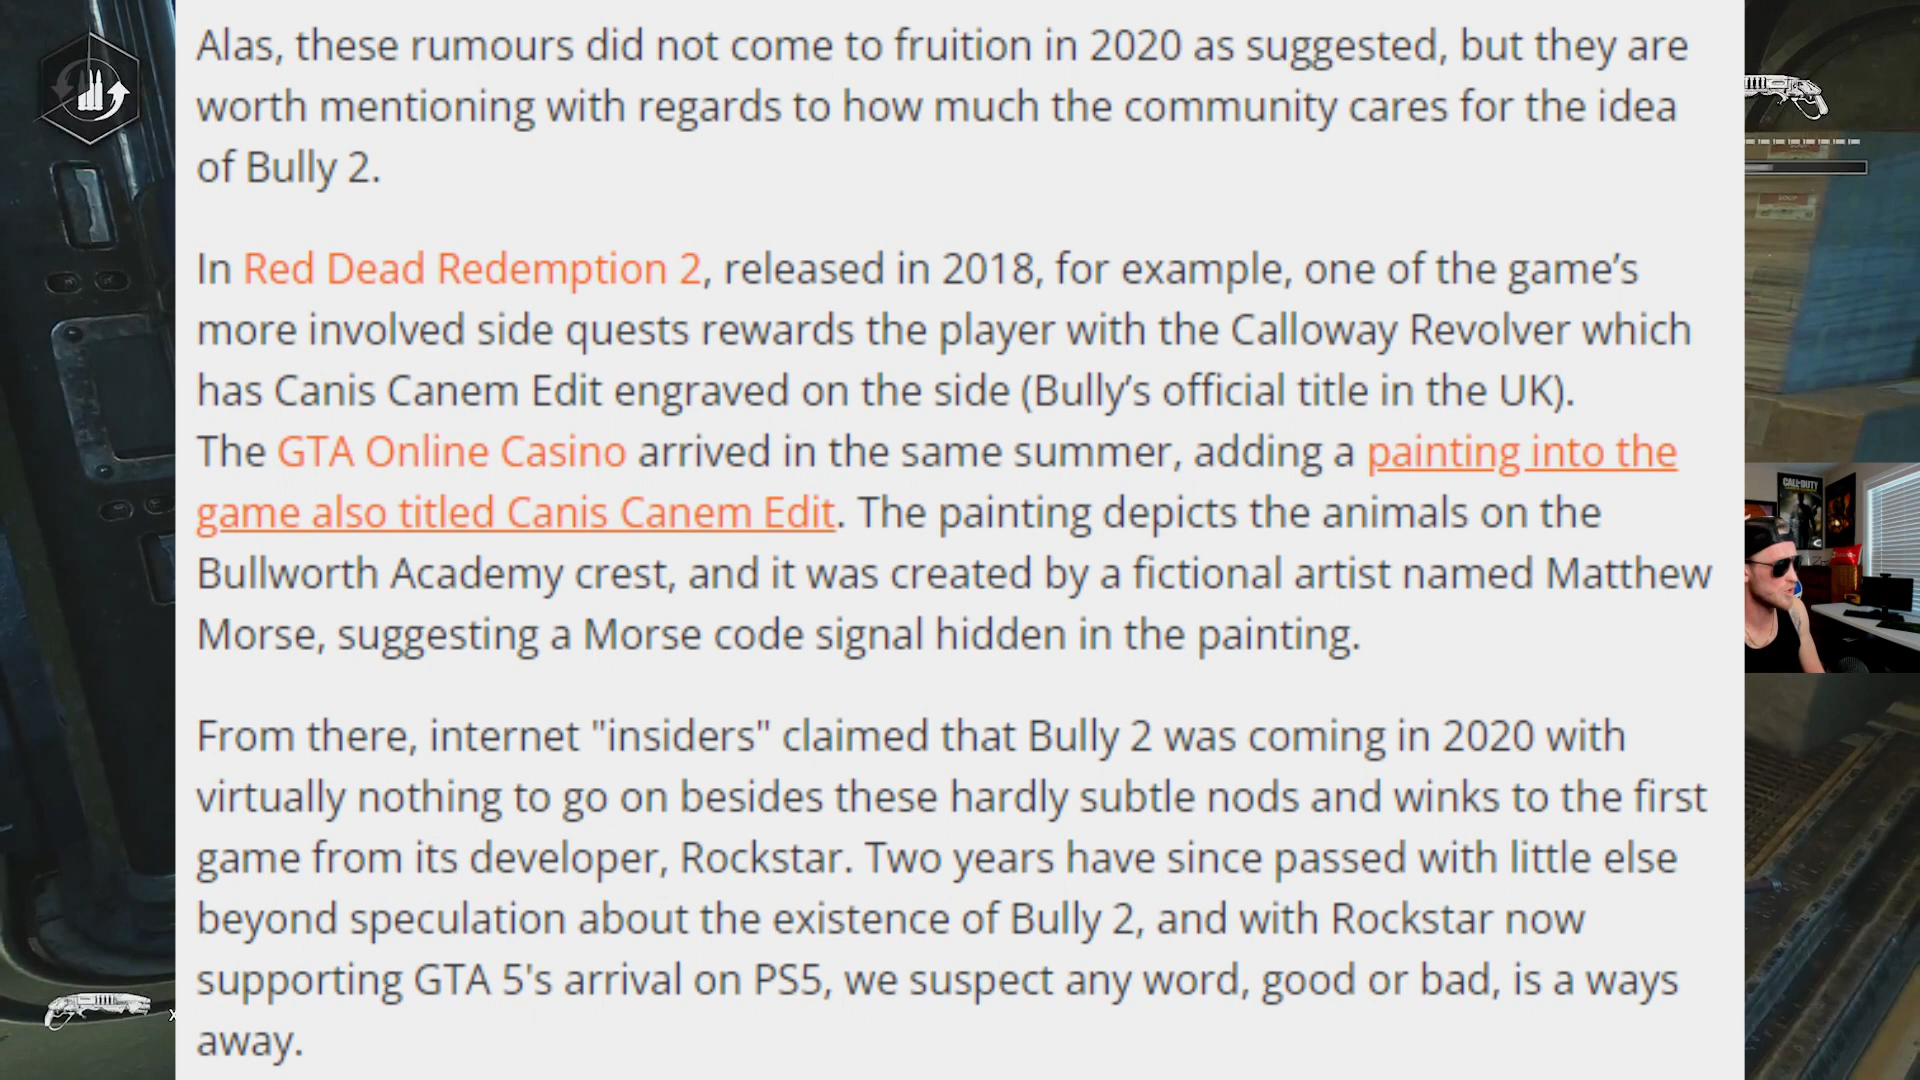 Alas, these rumours did not come to fruition in 2020 as suggested, but they are
worth mentioning with regards to how much the community cares for the idea
of Bully 2.
In Red Dead Redemption 2, released in 2018, for example, one of the game’s
more involved side quests rewards the player with the Calloway Revolver which
has Canis Canem Edit engraved on the side (Bully’s official title in the UK).
The GTA Online Casino arrived in the same summer, adding a painting into the
game also titled Canis Canem Edit. The painting depicts the animals on the
Bullworth Academy crest, and it was created by a fictional artist named Matthew
Morse, suggesting a Morse code signal hidden in the painting.
From there, internet "insiders" claimed that Bully 2 was coming in 2020 with
virtually nothing to go on besides these hardly subtle nods and winks to the first
game from its developer, Rockstar. Two years have since passed with little else
beyond speculation about the existence of Bully 2, and with Rockstar now
supporting GTA 5's arrival on PS5, we suspect any word, good or bad, is a ways
away.
SOUP
CALL OF DUTY
x